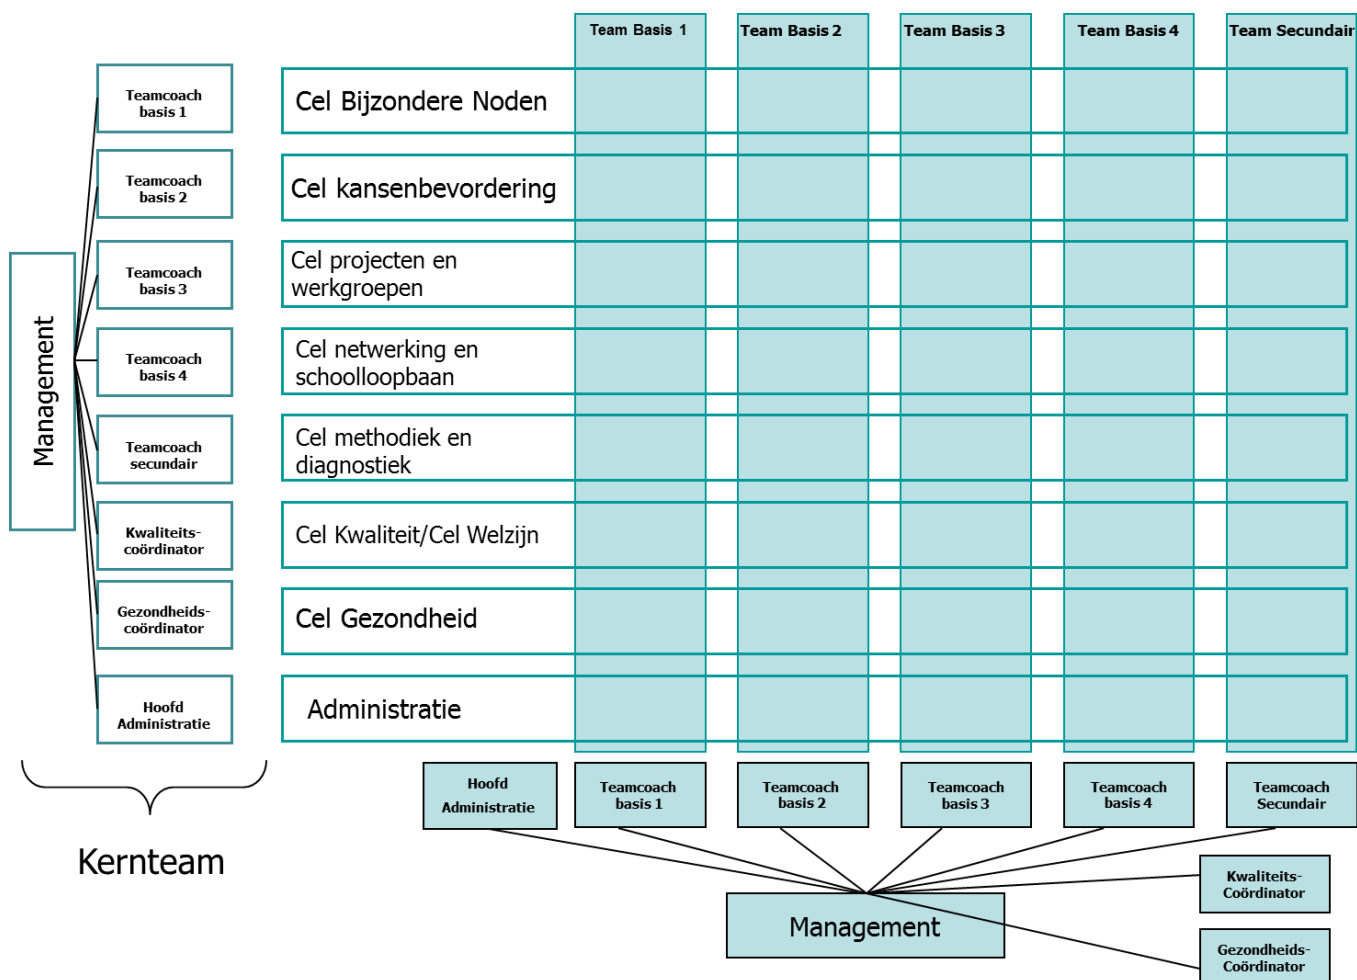 Team Basis 1
Team Basis 2
Team Basis 3
Team Basis 4
Team Secundair
Teamcoach
basis 1
Cel Bijzondere Noden
Teamcoach
basis 2
Cel kansenbevordering
Teamcoach
basis 3
Cel projecten en
werkgroepen
Management
Teamcoach
basis 4
Cel netwerking en
schoolloopbaan
Teamcoach
secundair
Cel methodiek en
diagnostiek
Kwaliteits-
coördinator
Cel Kwaliteit/Cel Welzijn
Gezondheids-
coördinator
Cel Gezondheid
Hoofd
Administratie
Administratie
Kernteam
Hoofd
Administratie
Teamcoach
basis 1
Teamcoach
basis 2
Teamcoach
basis 3
Teamcoach
basis 4
Teamcoach
Secundair
Kwaliteits-
Coördinator
Management
Gezondheids-
Coördinator